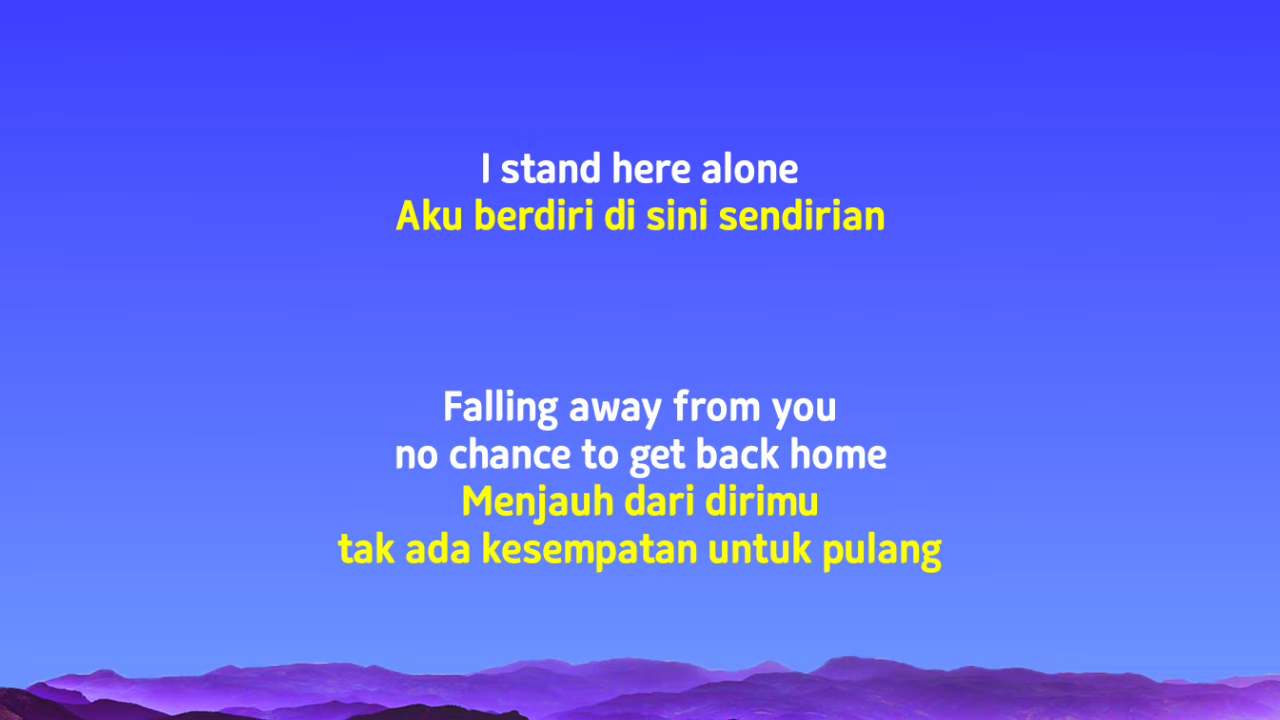 I stand here alone
Aku berdiri di sini sendirian
Falling away from you
no chance to get back home
Menjauh dari dirimu
tak ada kesempatan untuk pulang